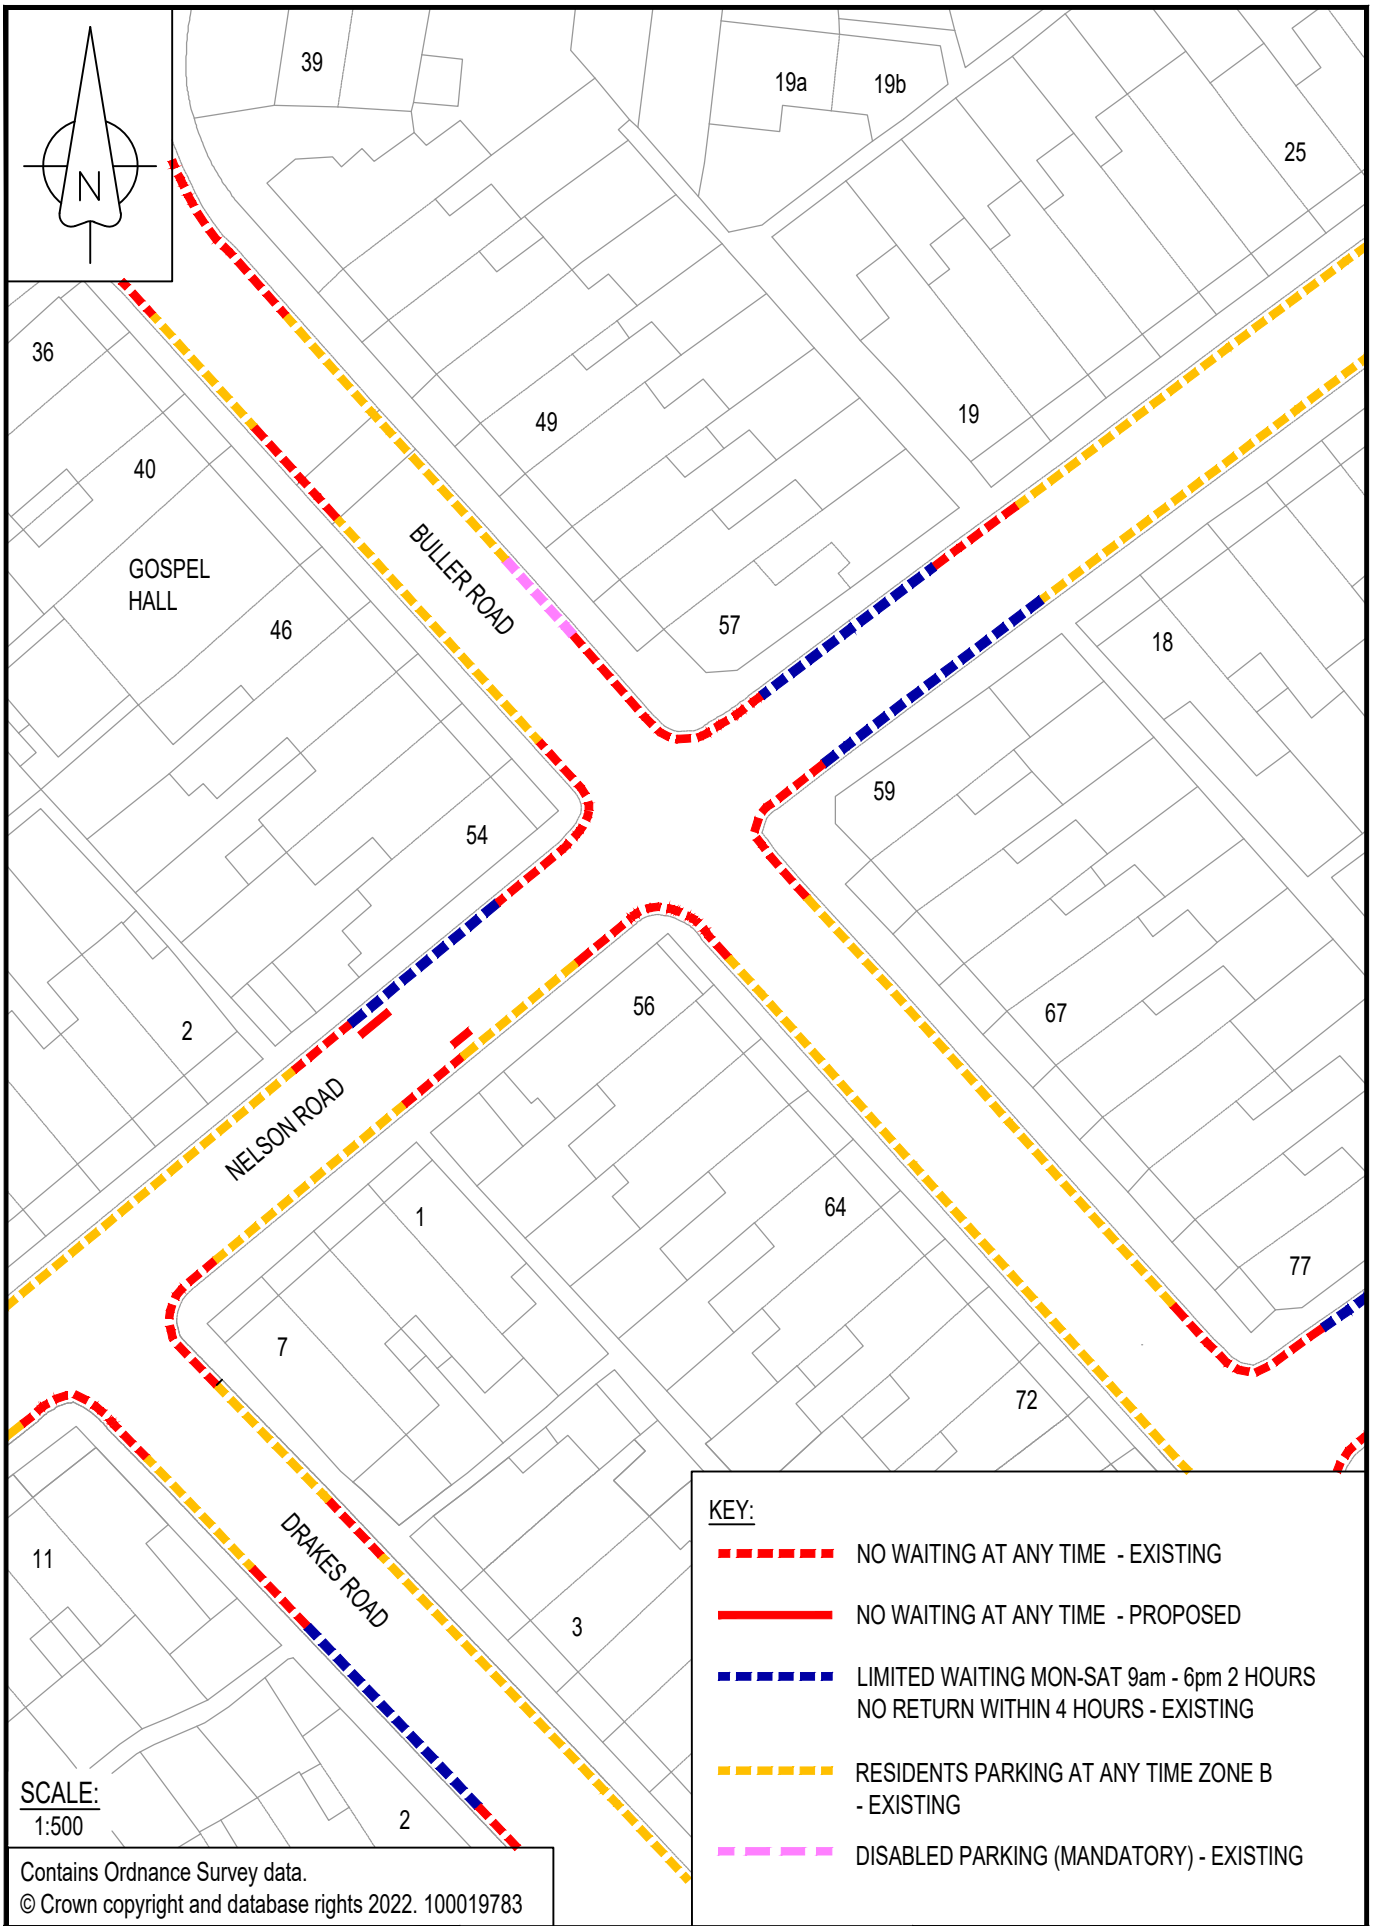 39
19a
19b
25
N
36
49
19
40
BULLER ROAD
GOSPEL
HALL
46
57
18
59
54
67
56
2
NELSON ROAD
64
1
77
7
72
KEY:
NO WAITING AT ANY TIME - EXISTING
NO WAITING AT ANY TIME - PROPOSED
LIMITED WAITING MON-SAT 9am - 6pm 2 HOURS
NO RETURN WITHIN 4 HOURS - EXISTING
RESIDENTS PARKING AT ANY TIME ZONE B
- EXISTING
DISABLED PARKING (MANDATORY) - EXISTING
11
DRAKES ROAD
3
2
SCALE:
1:500
Contains Ordnance Survey data.
© Crown copyright and database rights 2022. 100019783